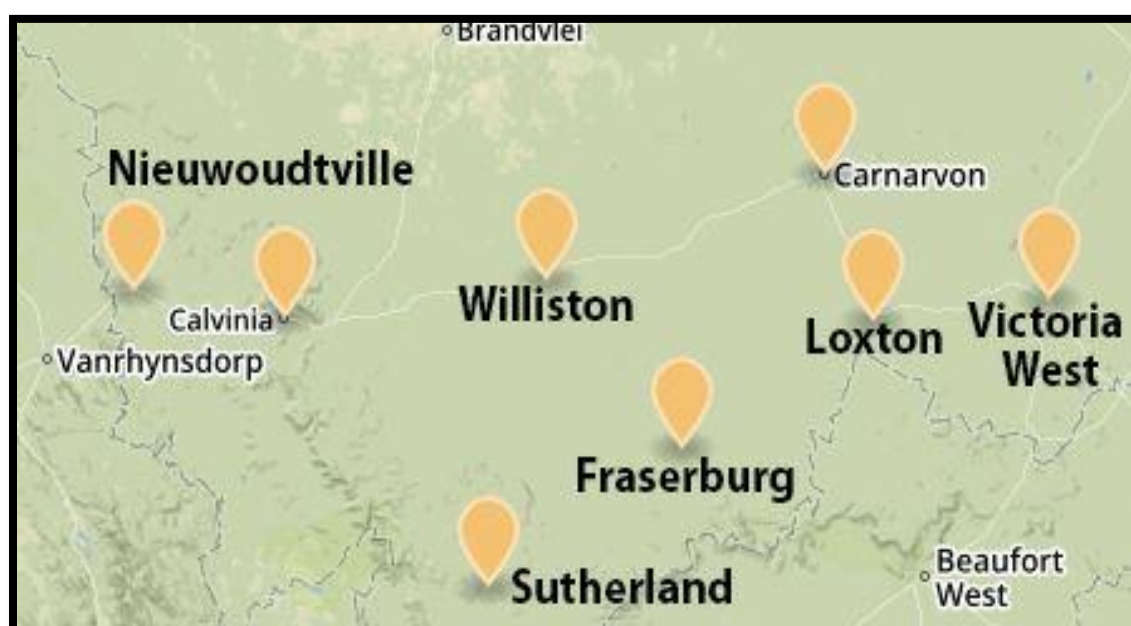 Brandvlei
Nieuwoudtville
Carnarvon
Williston
Calvinia
Victoria
West
Loxton
Vanrhynsdorp
Fraserburg
Beaufort
West
Sutherland